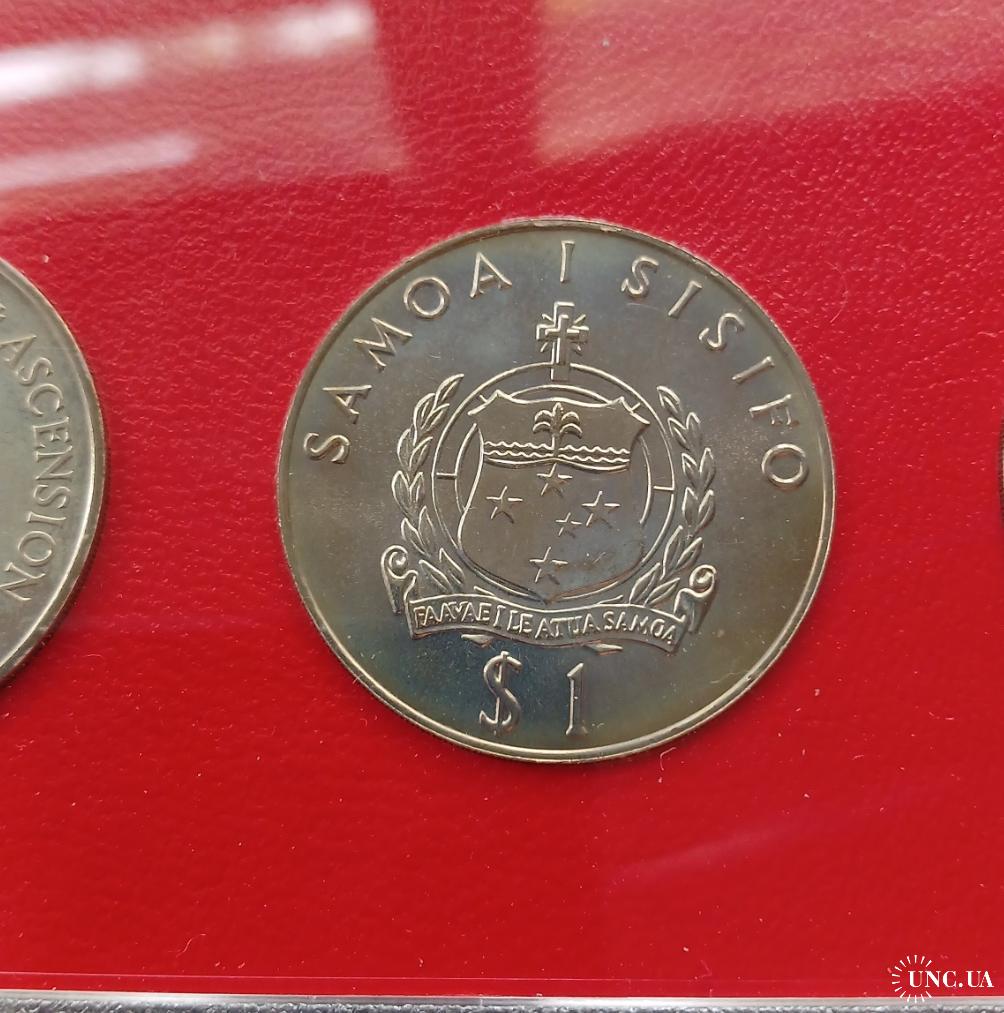 SAMOA I SISIFO
FAAVAE I LE ATUA SAMOA
$1
ASCENSION
UNC.UA